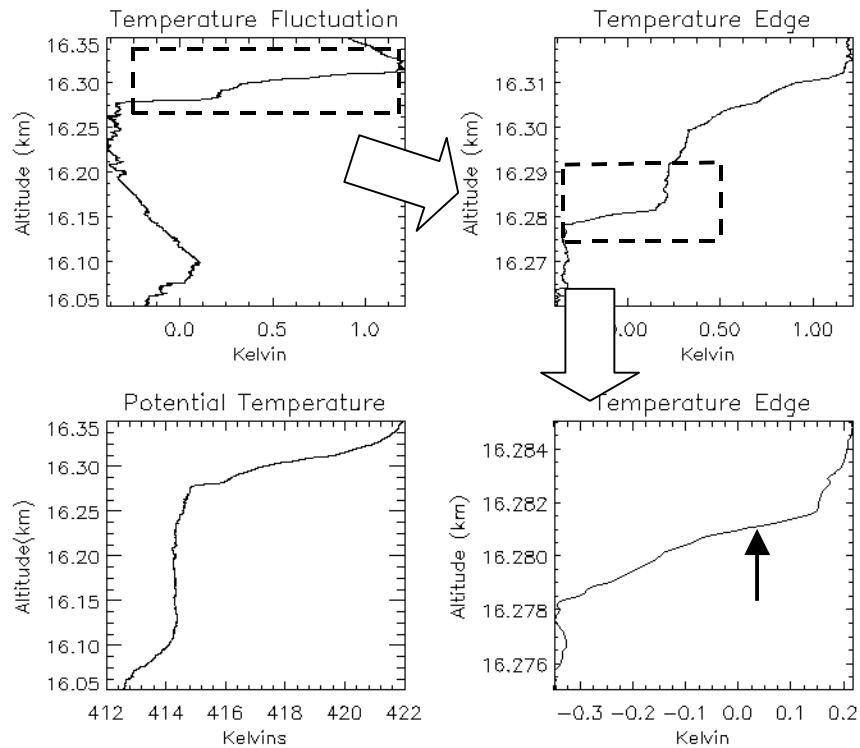 Temperature Fluctuation
Altitude (km)
16.35
16.30
16.25
16.20
16.15
16.10
16.05
0.0 0.5 1.0
Kelvin
Temperature Edge
Altitude (km)
16.31
16.30
16.29
16.28
16.27
0.00 0.50 1.00
Kelvin
Potential Temperature
Altitude(km)
16.35
16.30
16.25
16.20
16.15
16.10
16.05
412 414 416 418 420 422
Kelvins
Temperature Edge
Altitude (km)
16.284
16.282
16.280
16.278
16.276
-0.3 -0.2 -0.1 0.0 0.1 0.2
Kelvin